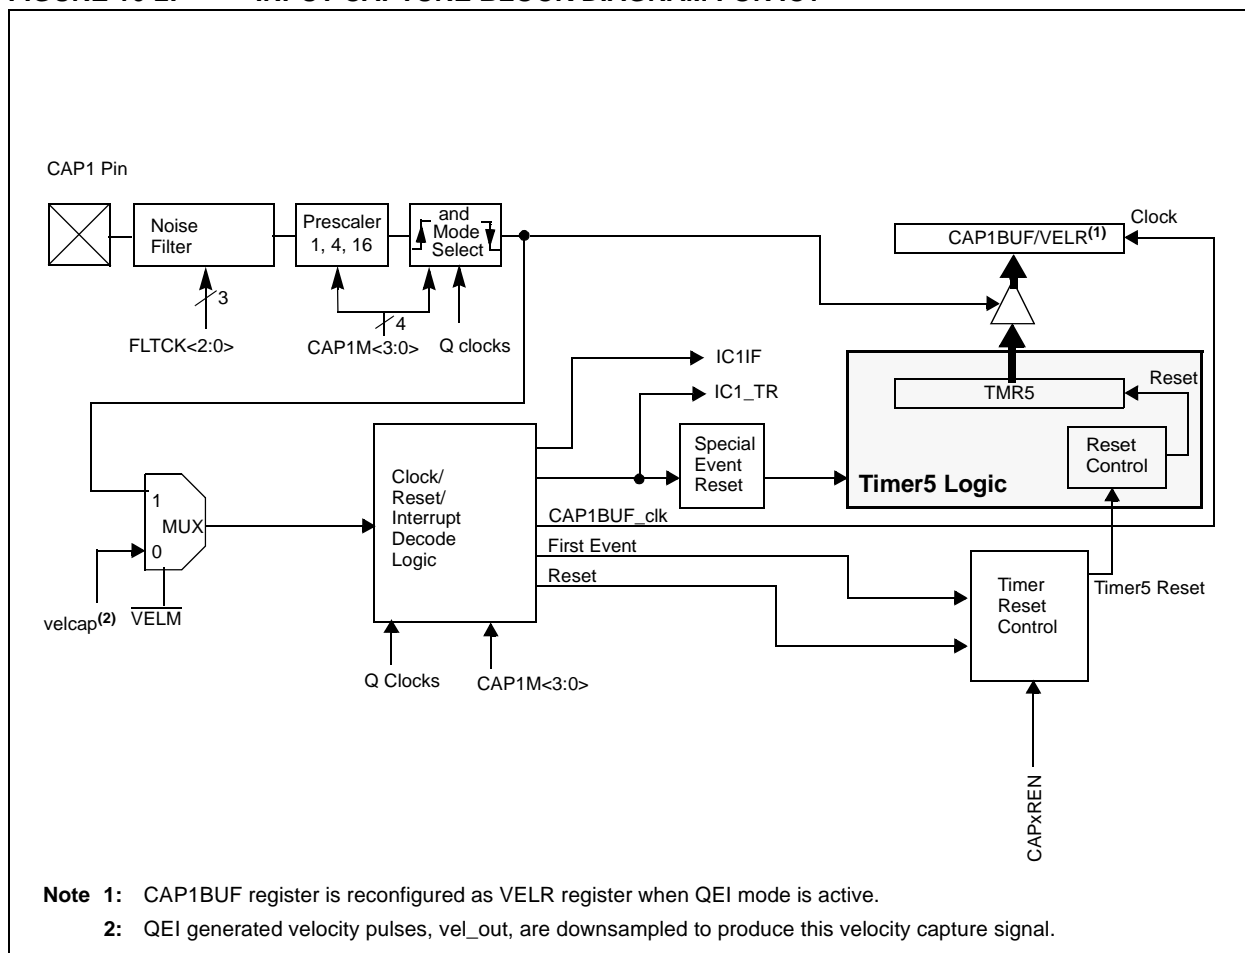 CAP1 Pin
Noise
Filter
Prescaler
1, 4, 16
and
Mode
Select
3
4
FLTCK<2:0>
CAP1M<3:0>
Q clocks
Clock
CAP1BUF/VELR(1)
IC1IF
IC1_TR
TMR5
Reset
Reset
Control
Timer5 Logic
Special
Event
Reset
Clock/
Reset/
Interrupt
Decode
Logic
1
MUX
0
velcap(2)
VELM
CAP1BUF_clk
First Event
Reset
Q Clocks
CAP1M<3:0>
Timer
Reset
Control
Timer5 Reset
CAPxREN
Note 1: CAP1BUF register is reconfigured as VELR register when QEI mode is active.
2: QEI generated velocity pulses, vel_out, are downsampled to produce this velocity capture signal.